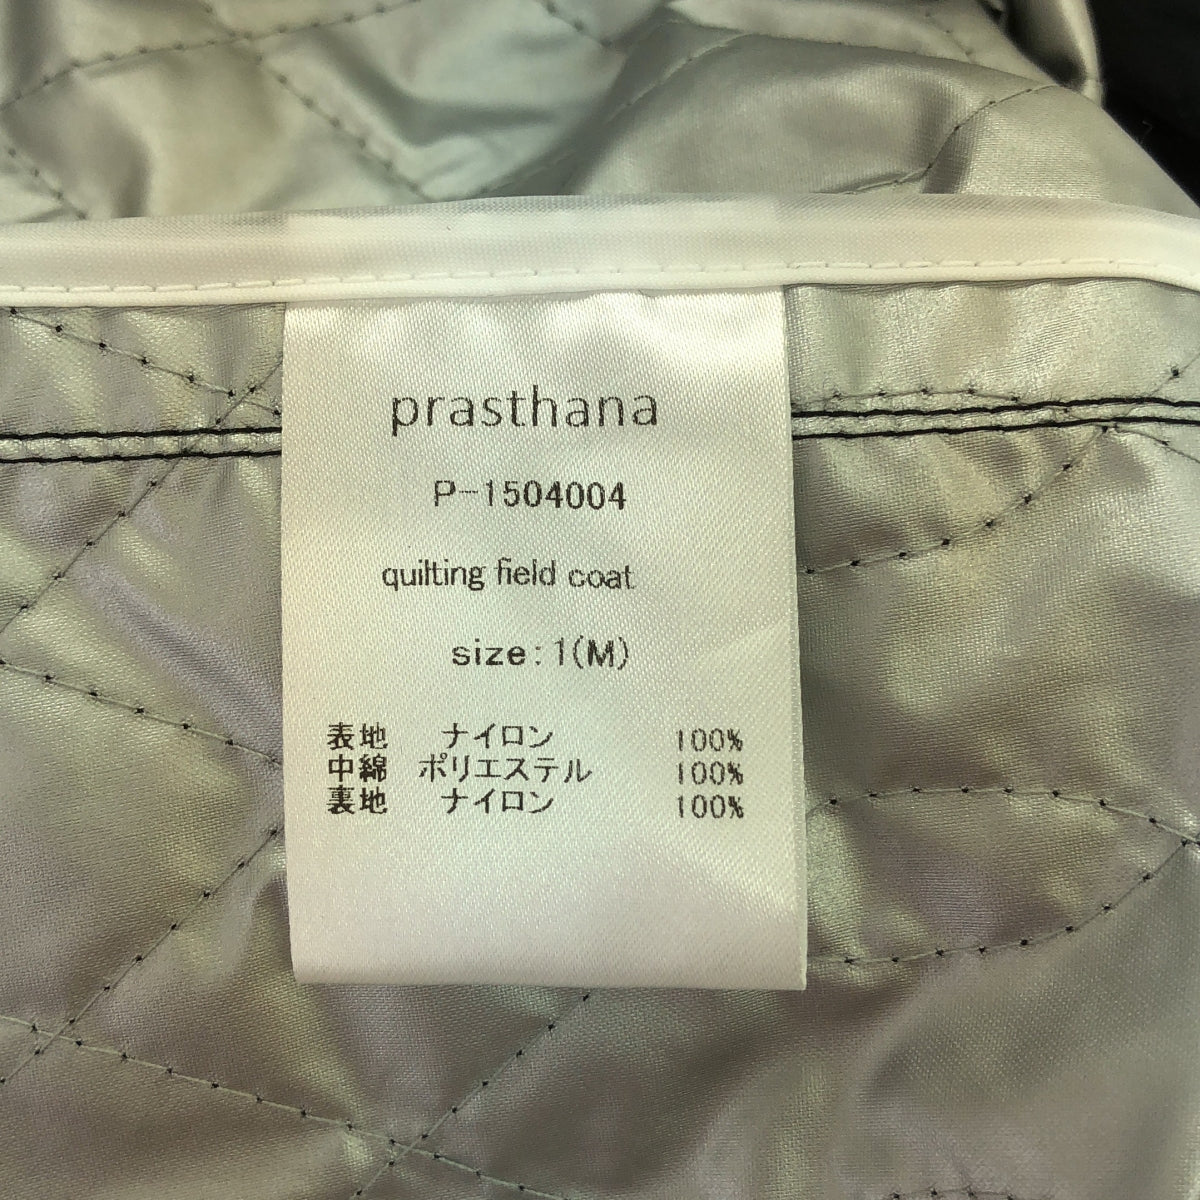 prasthana
P-1504004
quilting field coat
size:1(M)
表地 ナイロン 100%
中綿 ポリエステル 100%
裏地 ナイロン 100%